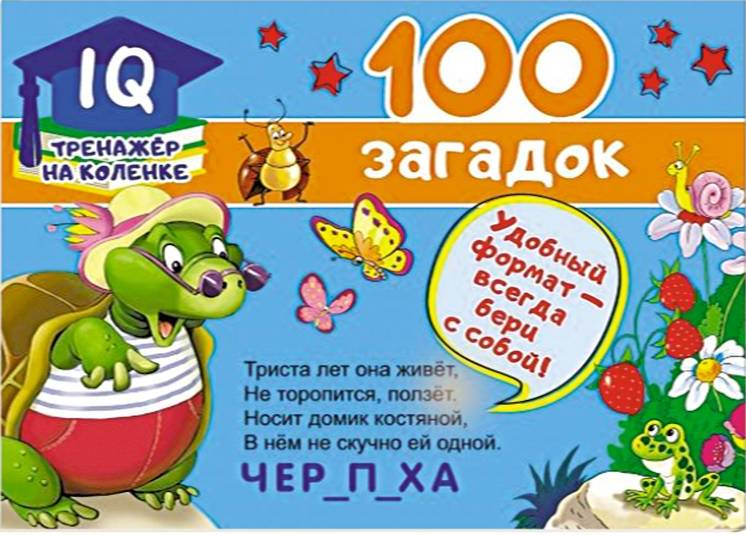 IQ
ТРЕНАЖЁР
НА КОЛЕНКЕ
100
загадок
Удобный
формат —
всегда
бери
с собой!
Триста лет она живёт,
Не торопится, ползёт.
Носит домик костяной,
В нём не скучно ей одной.
ЧЕР_П_ХА